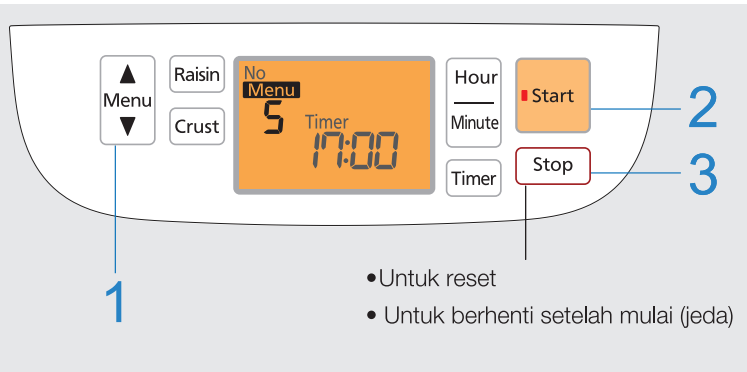 ▲
Menu
▼
Raisin
Crust
No
Menu
5
Timer
17:00
Hour
Minute
Timer
Start
Stop
1
2
3
•Untuk reset
• Untuk berhenti setelah mulai (jeda)